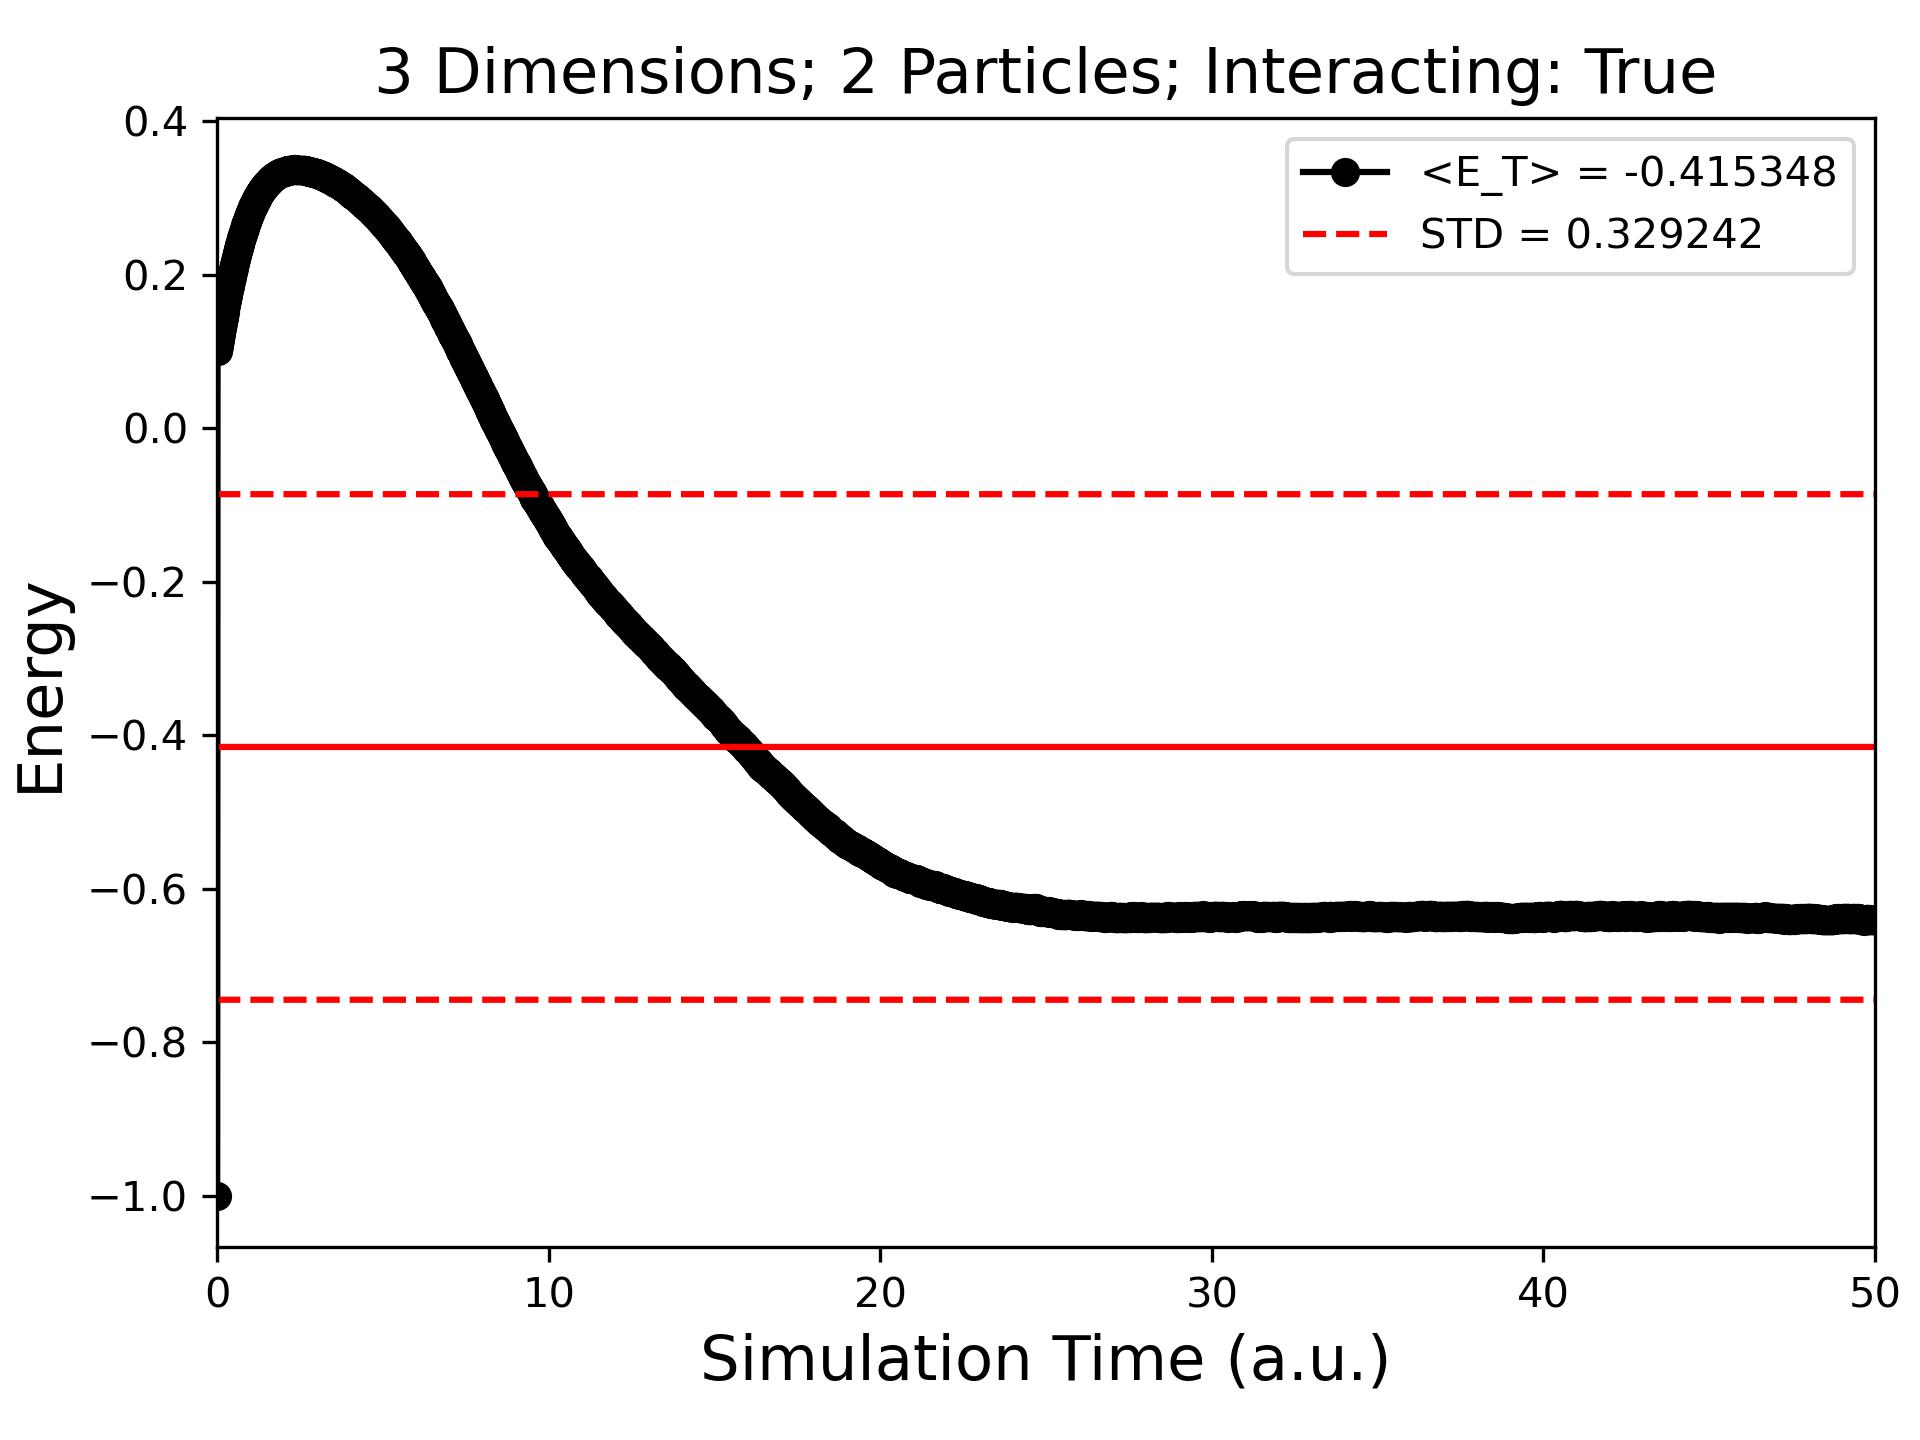 3 Dimensions; 2 Particles; Interacting: True
<E_T> = -0.415348
STD = 0.329242
Energy
0.4
0.2
0.0
−0.2
−0.4
−0.6
−0.8
−1.0
0 10 20 30 40 50
Simulation Time (a.u.)